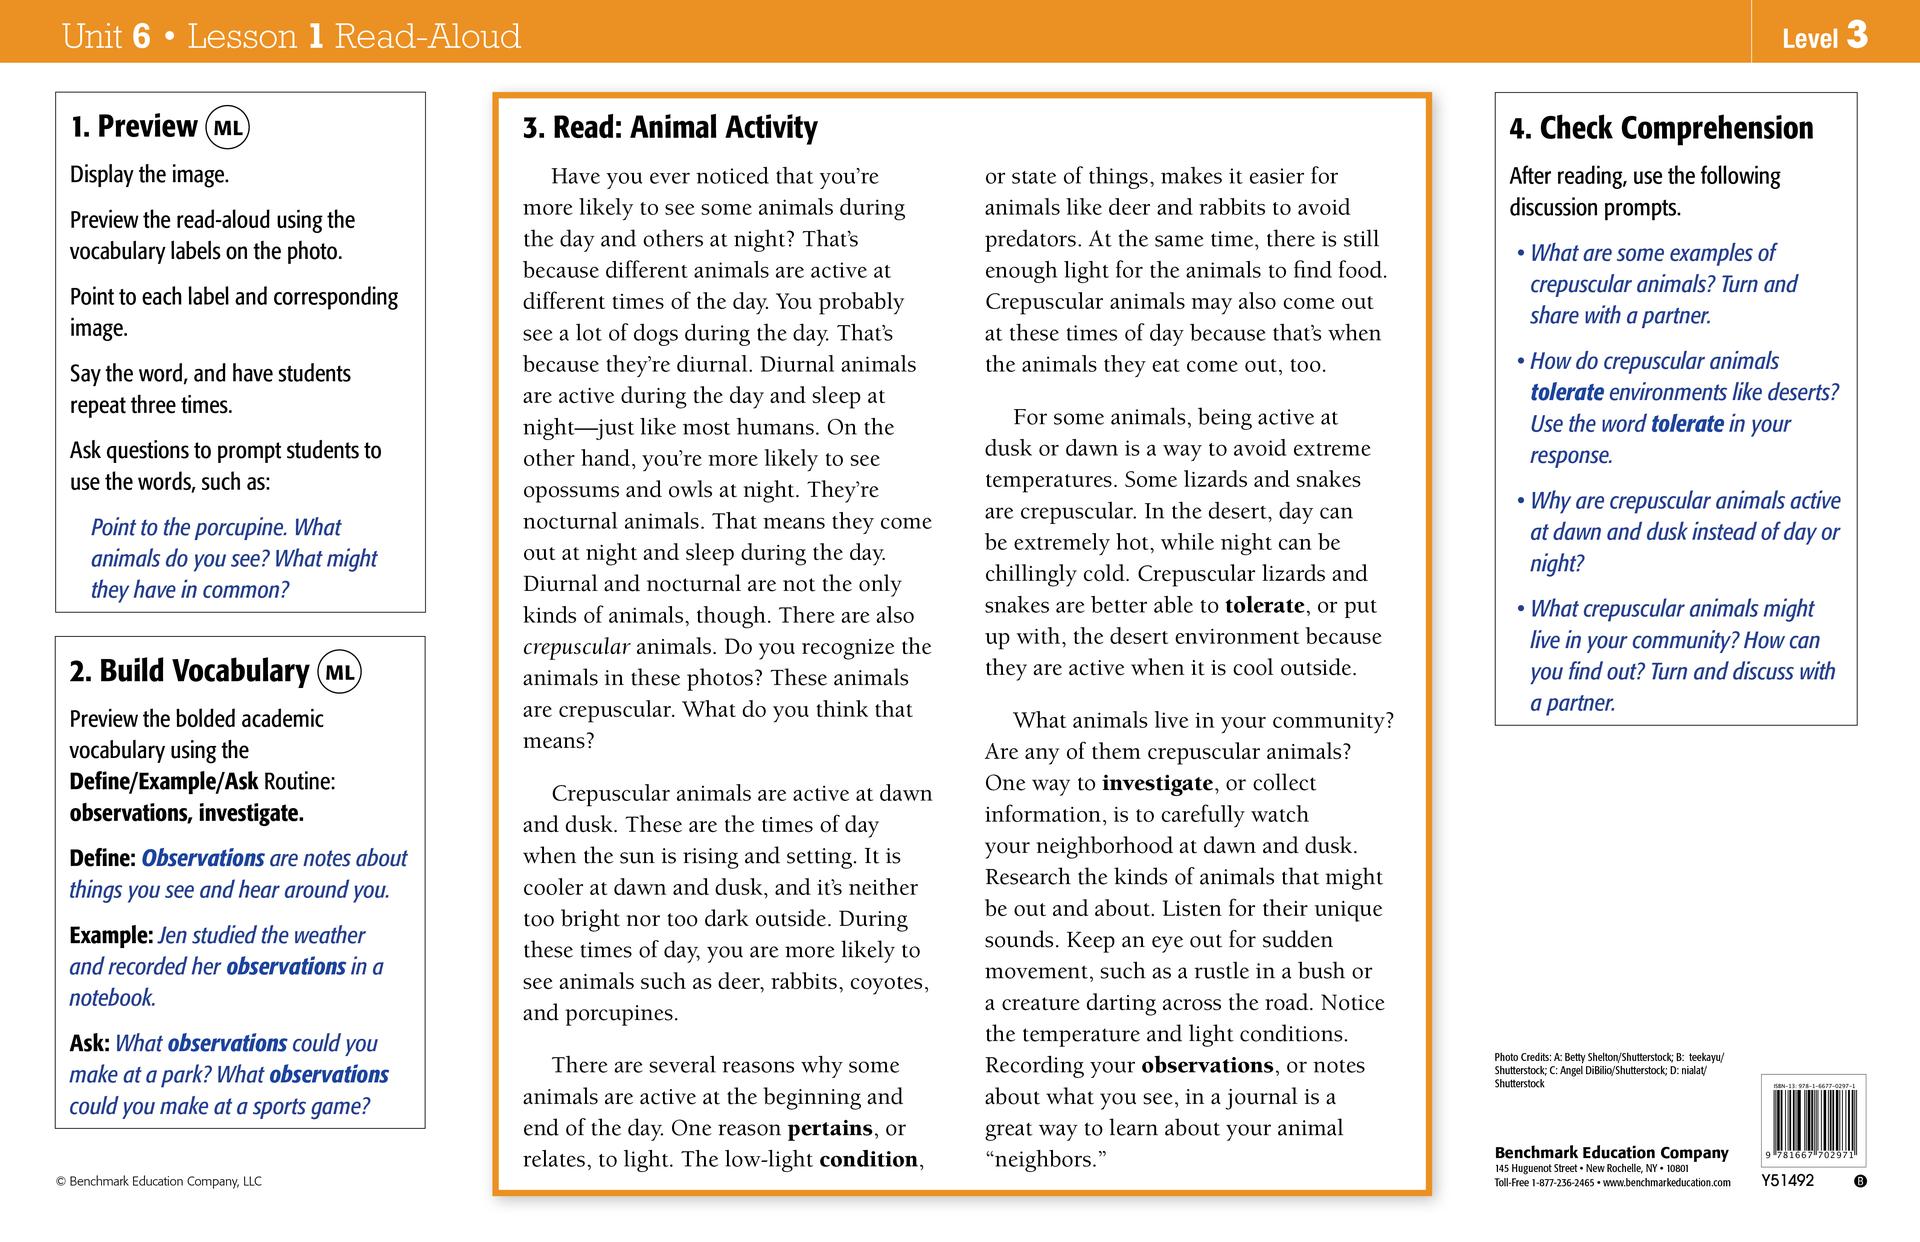 Unit 6 • Lesson 1 Read-Aloud
Level 3
1. Preview ML
Display the image.
Preview the read-aloud using the
vocabulary labels on the photo.
Point to each label and corresponding
image.
Say the word, and have students
repeat three times.
Ask questions to prompt students to
use the words, such as:
Point to the porcupine. What
animals do you see? What might
they have in common?
2. Build Vocabulary ML
Preview the bolded academic
vocabulary using the
Define/Example/Ask Routine:
observations, investigate.
Define: Observations are notes about
things you see and hear around you.
Example: Jen studied the weather
and recorded her observations in a
notebook.
Ask: What observations could you
make at a park? What observations
could you make at a sports game?
© Benchmark Education Company, LLC
3. Read: Animal Activity
Have you ever noticed that you’re
more likely to see some animals during
the day and others at night? That’s
because different animals are active at
different times of the day. You probably
see a lot of dogs during the day. That’s
because they’re diurnal. Diurnal animals
are active during the day and sleep at
night—just like most humans. On the
other hand, you’re more likely to see
opossums and owls at night. They’re
nocturnal animals. That means they come
out at night and sleep during the day.
Diurnal and nocturnal are not the only
kinds of animals, though. There are also
crepuscular animals. Do you recognize the
animals in these photos? These animals
are crepuscular. What do you think that
means?
Crepuscular animals are active at dawn
and dusk. These are the times of day
when the sun is rising and setting. It is
cooler at dawn and dusk, and it’s neither
too bright nor too dark outside. During
these times of day, you are more likely to
see animals such as deer, rabbits, coyotes,
and porcupines.
There are several reasons why some
animals are active at the beginning and
end of the day. One reason pertains, or
relates, to light. The low-light condition,
or state of things, makes it easier for
animals like deer and rabbits to avoid
predators. At the same time, there is still
enough light for the animals to find food.
Crepuscular animals may also come out
at these times of day because that’s when
the animals they eat come out, too.
For some animals, being active at
dusk or dawn is a way to avoid extreme
temperatures. Some lizards and snakes
are crepuscular. In the desert, day can
be extremely hot, while night can be
chillingly cold. Crepuscular lizards and
snakes are better able to tolerate, or put
up with, the desert environment because
they are active when it is cool outside.
What animals live in your community?
Are any of them crepuscular animals?
One way to investigate, or collect
information, is to carefully watch
your neighborhood at dawn and dusk.
Research the kinds of animals that might
be out and about. Listen for their unique
sounds. Keep an eye out for sudden
movement, such as a rustle in a bush or
a creature darting across the road. Notice
the temperature and light conditions.
Recording your observations, or notes
about what you see, in a journal is a
great way to learn about your animal
“neighbors.”
4. Check Comprehension
After reading, use the following
discussion prompts.
• What are some examples of
crepuscular animals? Turn and
share with a partner.
• How do crepuscular animals
tolerate environments like deserts?
Use the word tolerate in your
response.
• Why are crepuscular animals active
at dawn and dusk instead of day or
night?
• What crepuscular animals might
live in your community? How can
you find out? Turn and discuss with
a partner.
Photo Credits: A: Betty Shelton/Shutterstock; B: teekayu/
Shutterstock; C: Angel DiBilio/Shutterstock; D: nialat/
Shutterstock
Benchmark Education Company
145 Huguenot Street • New Rochelle, NY • 10801
Toll-Free 1-877-236-2465 • www.benchmarkeducation.com
ISBN-13: 978-1-6677-0297-1
9 781667 702971
Y51492
B